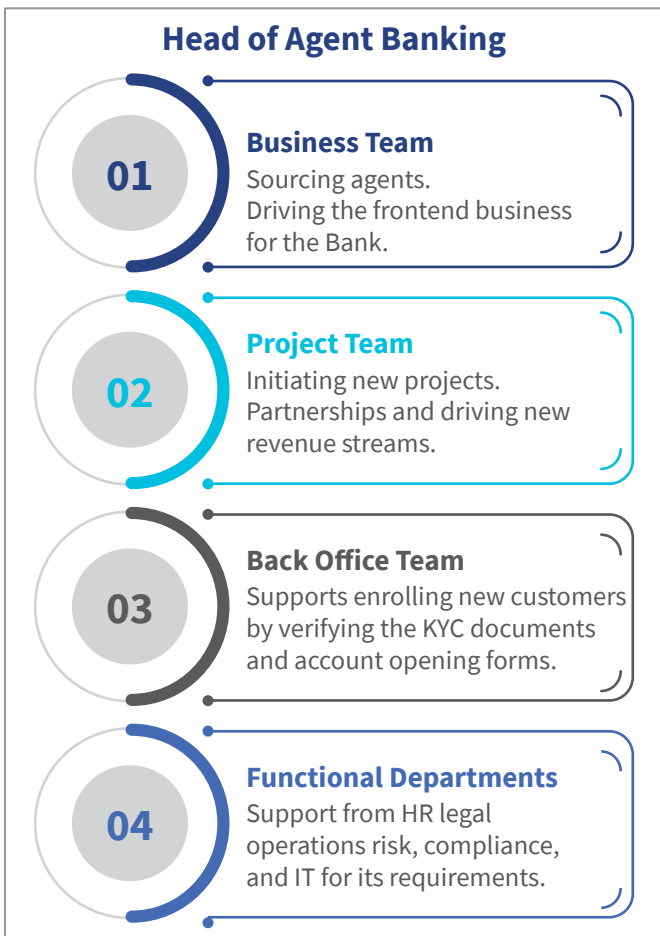 Head of Agent Banking
01
Business Team
Sourcing agents.
Driving the frontend business
for the Bank.
02
Project Team
Initiating new projects.
Partnerships and driving new
revenue streams.
03
Back Office Team
Supports enrolling new customers
by verifying the KYC documents
and account opening forms.
04
Functional Departments
Support from HR legal
operations risk, compliance,
and IT for its requirements.